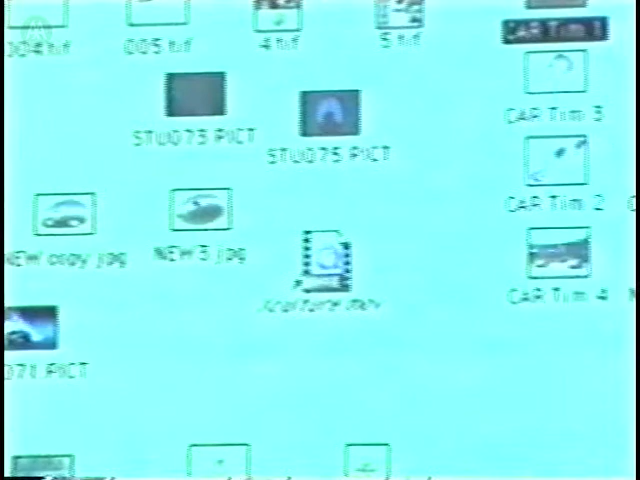 004.tif
005.tif
4.tif
5.tif
CAR Tim 1
CAR Tim 3
STU073.PICT
STU075.PICT
CAR Tim 2
NEW copy.jpg
NEW 3.jpg
CAR Tim 4
071.PICT